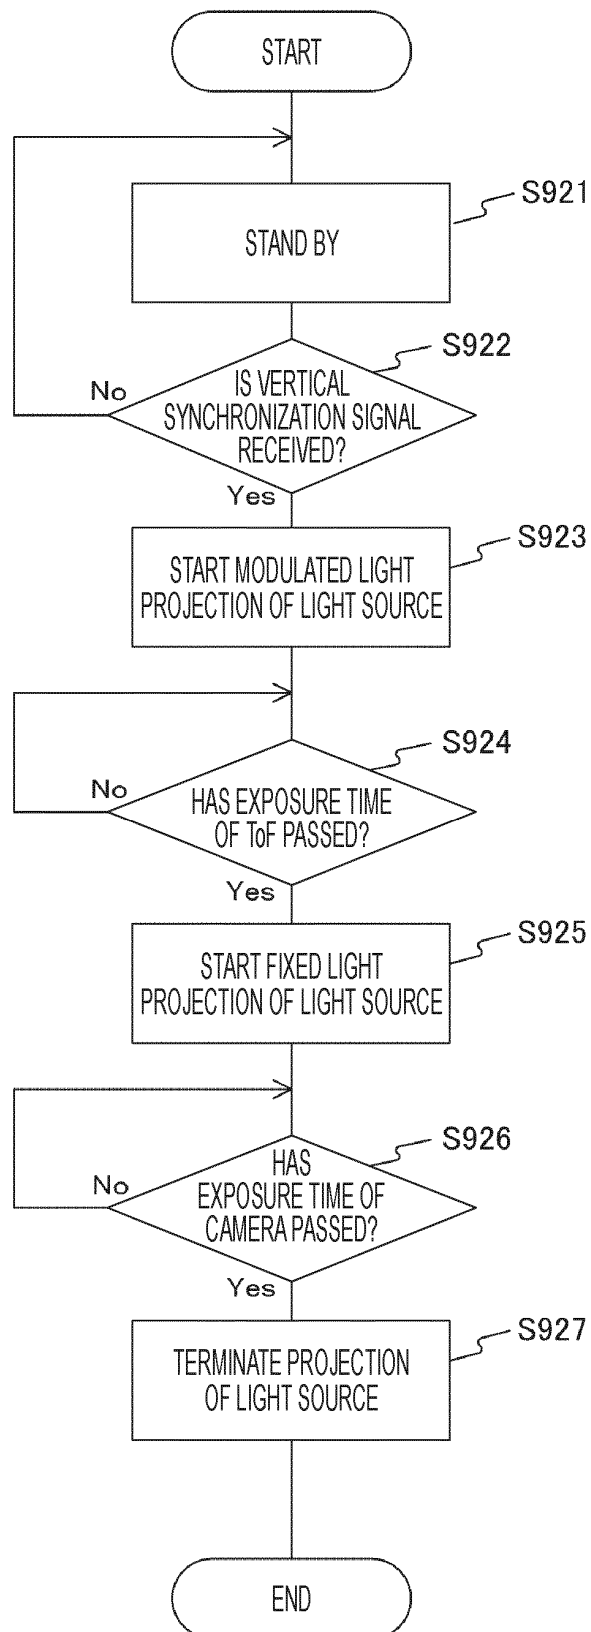 START
S921
STAND BY
S922
No
IS VERTICAL
SYNCHRONIZATION SIGNAL
RECEIVED?
Yes
S923
START MODULATED LIGHT
PROJECTION OF LIGHT SOURCE
S924
No
HAS EXPOSURE TIME
OF ToF PASSED?
Yes
S925
START FIXED LIGHT
PROJECTION OF LIGHT SOURCE
S926
No
HAS
EXPOSURE TIME OF
CAMERA PASSED?
Yes
S927
TERMINATE PROJECTION
OF LIGHT SOURCE
END